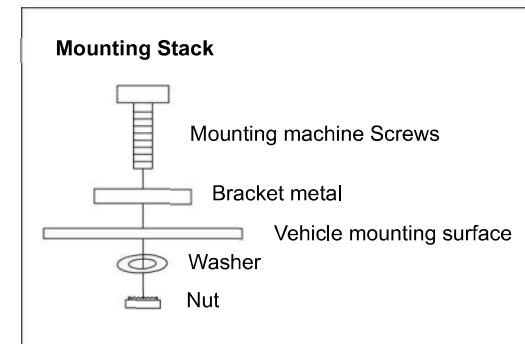 Mounting Stack
Mounting machine Screws
Bracket metal
Vehicle mounting surface
Washer
Nut